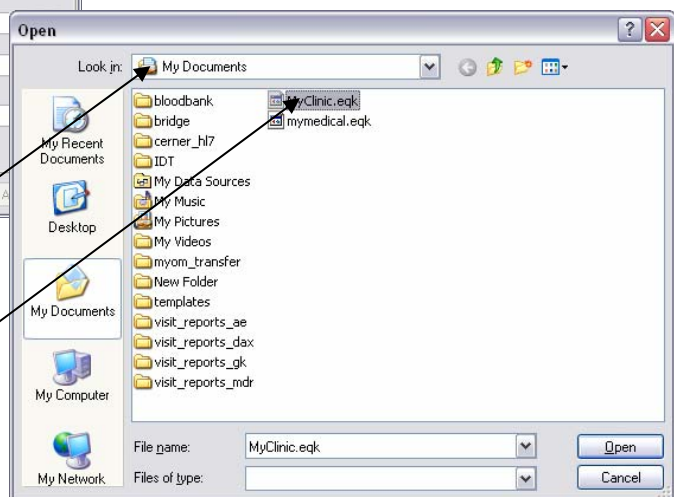 Open
Look in: My Documents
My Recent Documents
Desktop
My Documents
My Computer
My Network
bloodbank
bridge
cerner_hl7
IDT
My Data Sources
My Music
My Pictures
My Videos
myom_transfer
New Folder
templates
visit_reports_ae
visit_reports_dax
visit_reports_gk
visit_reports_mdr
MyClinic.eqk
mymedical.eqk
File name: MyClinic.eqk Open
Files of type: Cancel